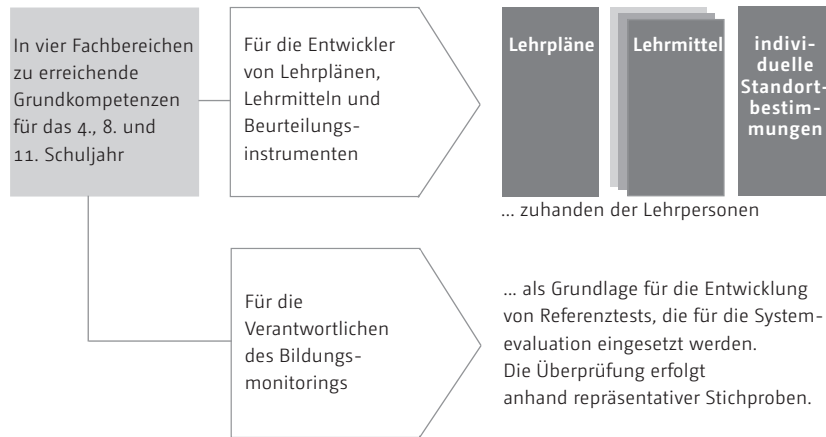 In vier Fachbereichen
zu erreichende
Grundkompetenzen
für das 4., 8. und
11. Schuljahr
Für die Entwickler
von Lehrplänen,
Lehrmitteln und
Beurteilungs-
instrumenten
Lehrpläne
Lehrmittel
indivi-
duelle
Standort-
bestim-
mungen
... zuhanden der Lehrpersonen
Für die
Verantwortlichen
des Bildungs-
monitorings
... als Grundlage für die Entwicklung
von Referenztests, die für die System-
evaluation eingesetzt werden.
Die Überprüfung erfolgt
anhand repräsentativer Stichproben.